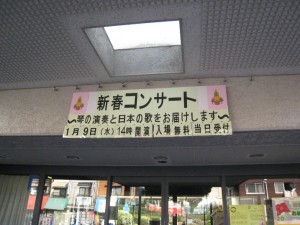 新春コンサート
〜琴の演奏と日本の歌をお届けします〜
1月9日(水)14時開演 入場無料 当日受付